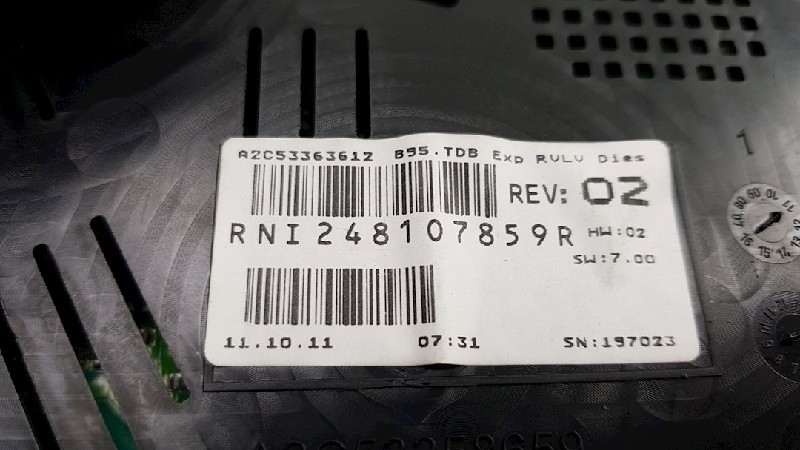 A2C53363612 B95.TDB Exp RVLV Dies
REV: 02
RNI248107859R HW:02
SW:7.00
11.10.11 07:31 SN:197023
1